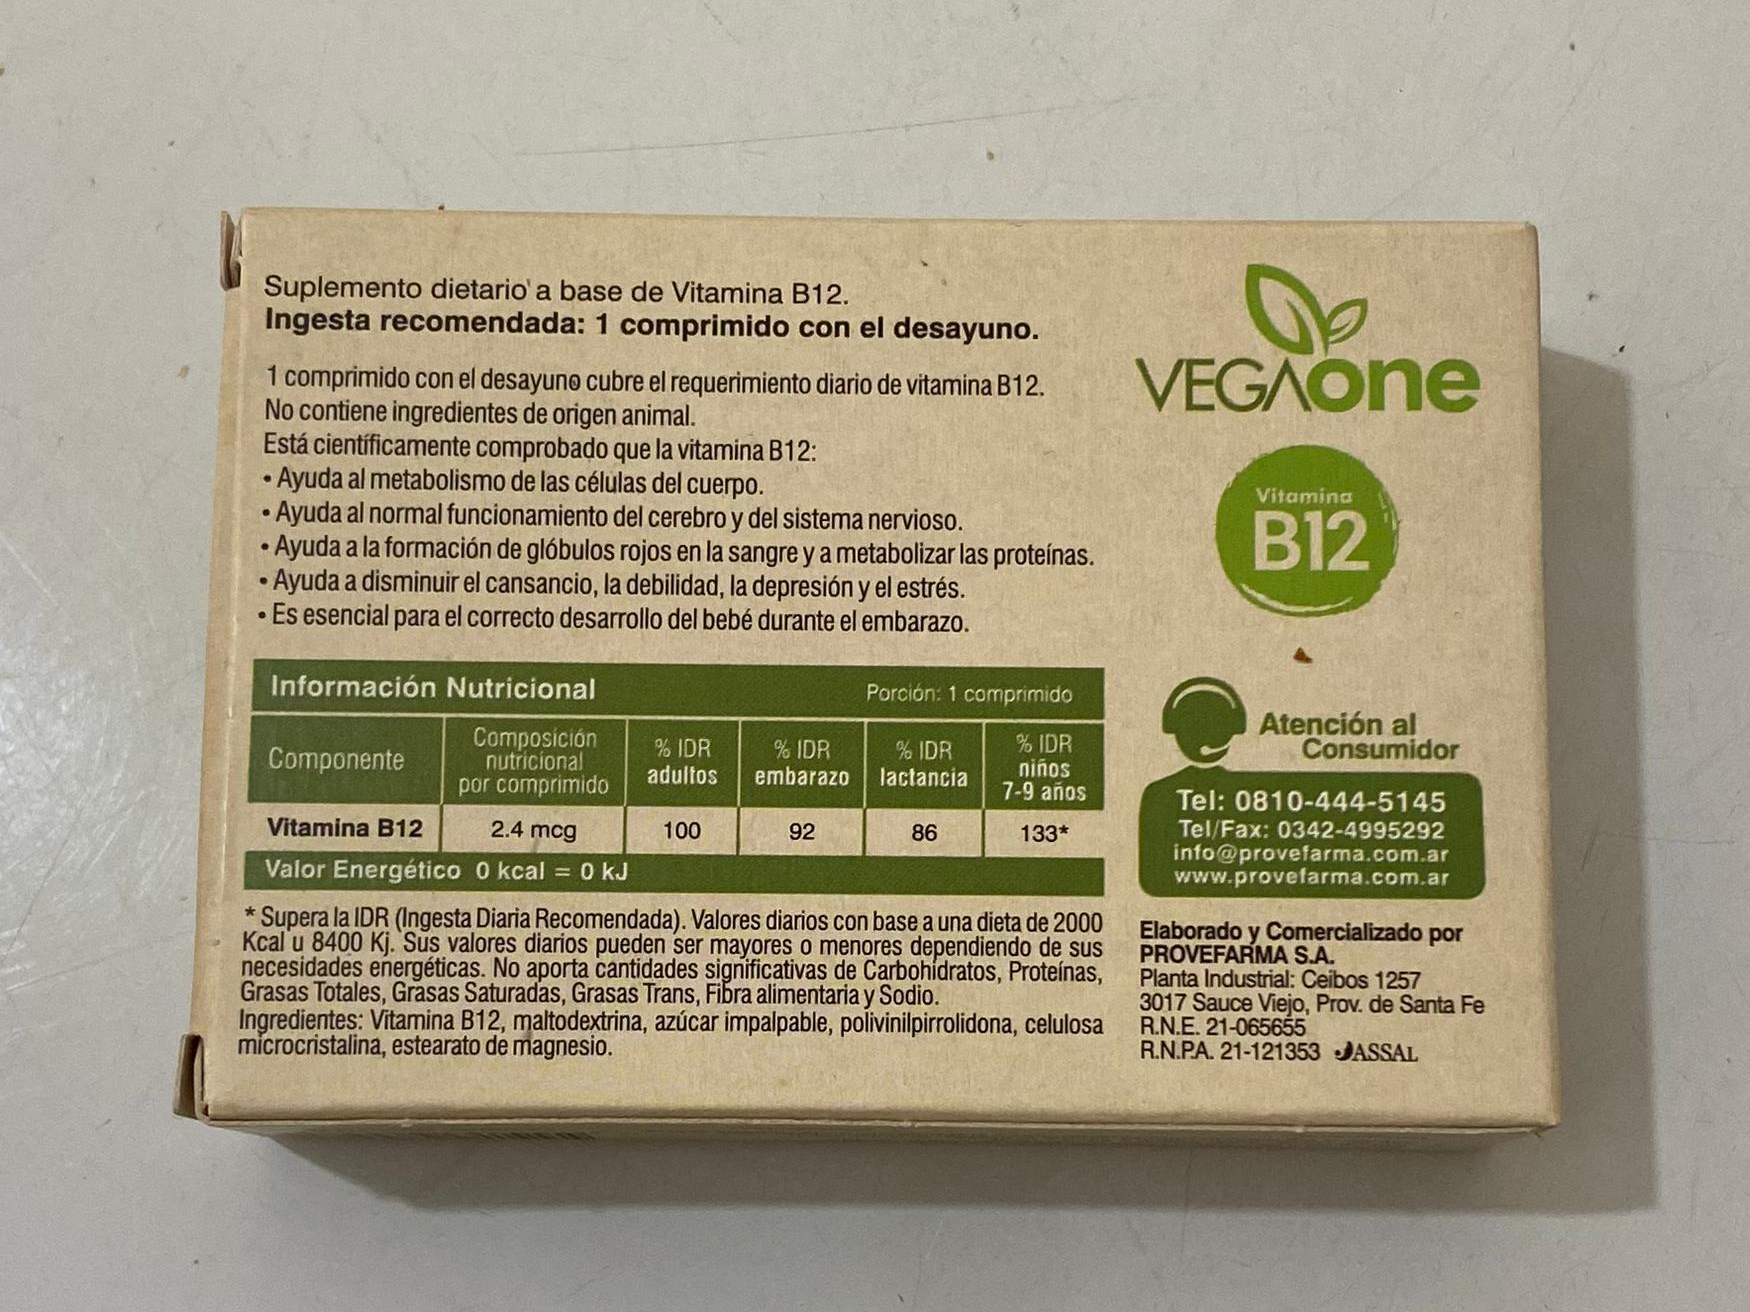 Suplemento dietario a base de Vitamina B12.
Ingesta recomendada: 1 comprimido con el desayuno.
1 comprimido con el desayuno cubre el requerimiento diario de vitamina B12.
No contiene ingredientes de origen animal.
Está científicamente comprobado que la vitamina B12:
• Ayuda al metabolismo de las células del cuerpo.
• Ayuda al normal funcionamiento del cerebro y del sistema nervioso.
• Ayuda a la formación de glóbulos rojos en la sangre y a metabolizar las proteínas.
• Ayuda a disminuir el cansancio, la debilidad, la depresión y el estrés.
• Es esencial para el correcto desarrollo del bebé durante el embarazo.
Información Nutricional Porción: 1 comprimido
Componente
Composición
nutricional
por comprimido
% IDR
adultos
% IDR
embarazo
% IDR
lactancia
% IDR
niños
7-9 años
Vitamina B12 2.4 mcg 100 92 86 133*
Valor Energético 0 kcal = 0 kJ
* Supera la IDR (Ingesta Diaria Recomendada). Valores diarios con base a una dieta de 2000
Kcal u 8400 Kj. Sus valores diarios pueden ser mayores o menores dependiendo de sus
necesidades energéticas. No aporta cantidades significativas de Carbohidratos, Proteínas,
Grasas Totales, Grasas Saturadas, Grasas Trans, Fibra alimentaria y Sodio.
Ingredientes: Vitamina B12, maltodextrina, azúcar impalpable, polivinilpirrolidona, celulosa
microcristalina, estearato de magnesio.
VEGAone
Vitamina
B12
Atención al
Consumidor
Tel: 0810-444-5145
Tel/Fax: 0342-4995292
info@provefarma.com.ar
www.provefarma.com.ar
Elaborado y Comercializado por
PROVEFARMA S.A.
Planta Industrial: Ceibos 1257
3017 Sauce Viejo, Prov. de Santa Fe
R.N.E. 21-065655
R.N.P.A. 21-121353 ASSAL